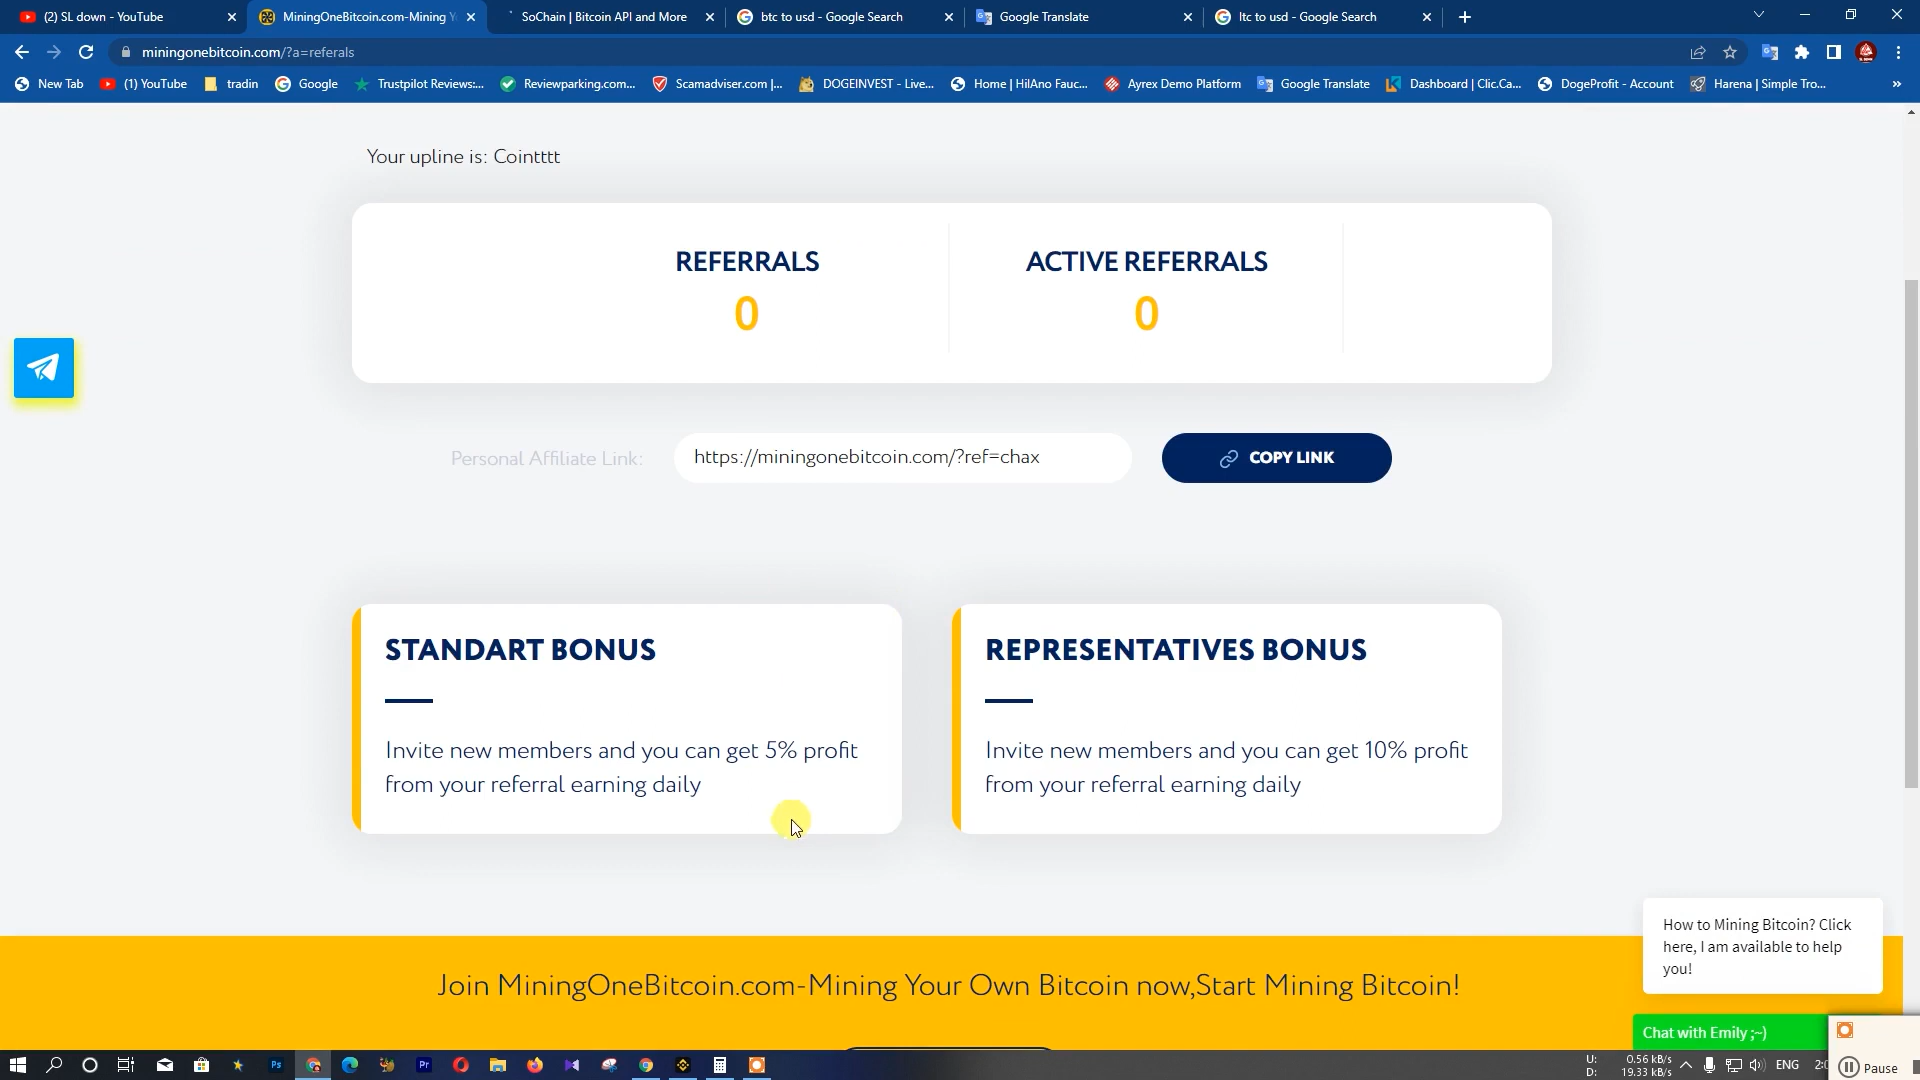 (2) SL down - YouTube
MiningOneBitcoin.com-Mining Y
SoChain | Bitcoin API and More
btc to usd - Google Search
Google Translate
ltc to usd - Google Search
miningonebitcoin.com/?a=referals
New Tab
(1) YouTube
tradin
Google
Trustpilot Reviews:...
Reviewparking.com...
Scamadviser.com |...
DOGEINVEST - Live...
Home | HilAno Fauc...
Ayrex Demo Platform
Google Translate
Dashboard | Clic.Ca...
DogeProfit - Account
Harena | Simple Tro...
»
Your upline is: Cointttt
REFERRALS
0
ACTIVE REFERRALS
0
Personal Affiliate Link:
https://miningonebitcoin.com/?ref=chax
COPY LINK
STANDART BONUS
Invite new members and you can get 5% profit
from your referral earning daily
REPRESENTATIVES BONUS
Invite new members and you can get 10% profit
from your referral earning daily
How to Mining Bitcoin? Click
here, I am available to help
you!
Join MiningOneBitcoin.com-Mining Your Own Bitcoin now,Start Mining Bitcoin!
Chat with Emily ;~)
Ps
Pr
U: 0.56 kB/s
D: 19.33 kB/s
ENG
Pause